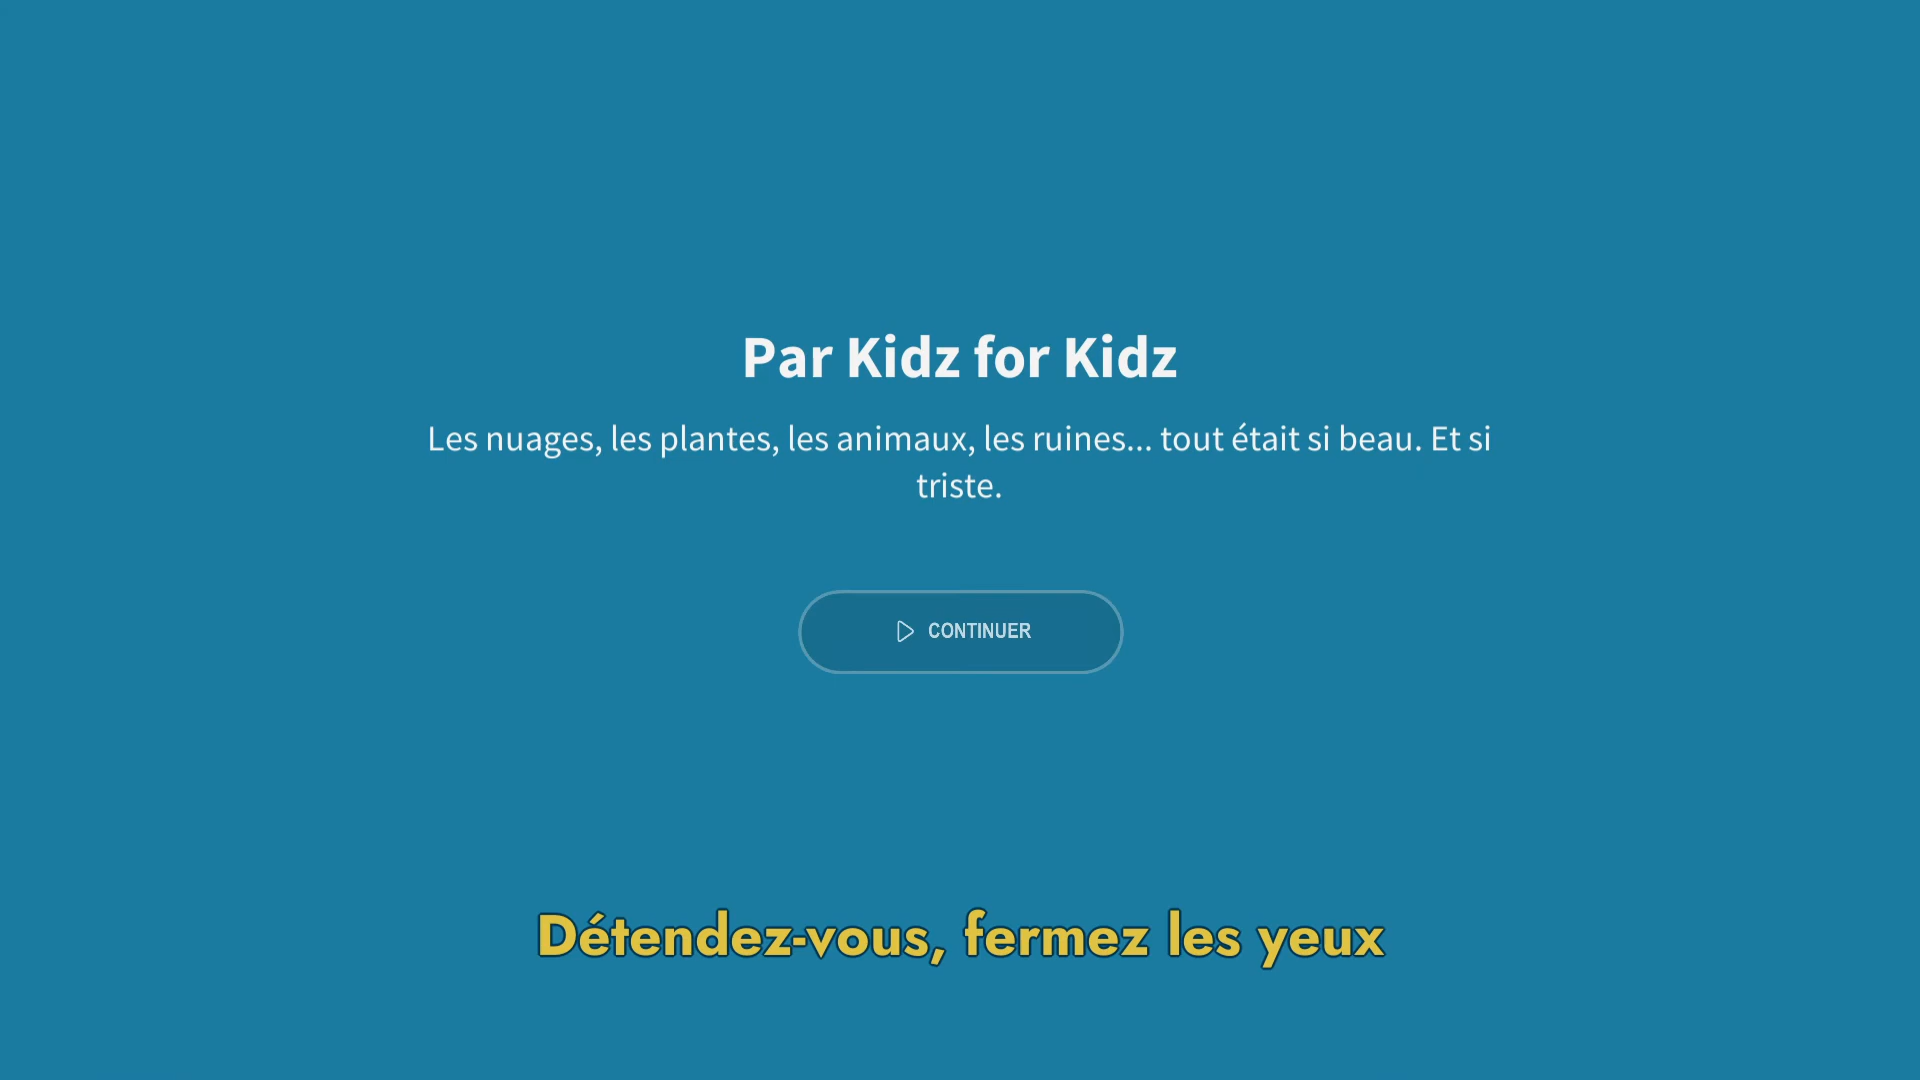 Par Kidz for Kidz
Les nuages, les plantes, les animaux, les ruines... tout était si beau. Et si
triste.
CONTINUER
Détendez-vous, fermez les yeux